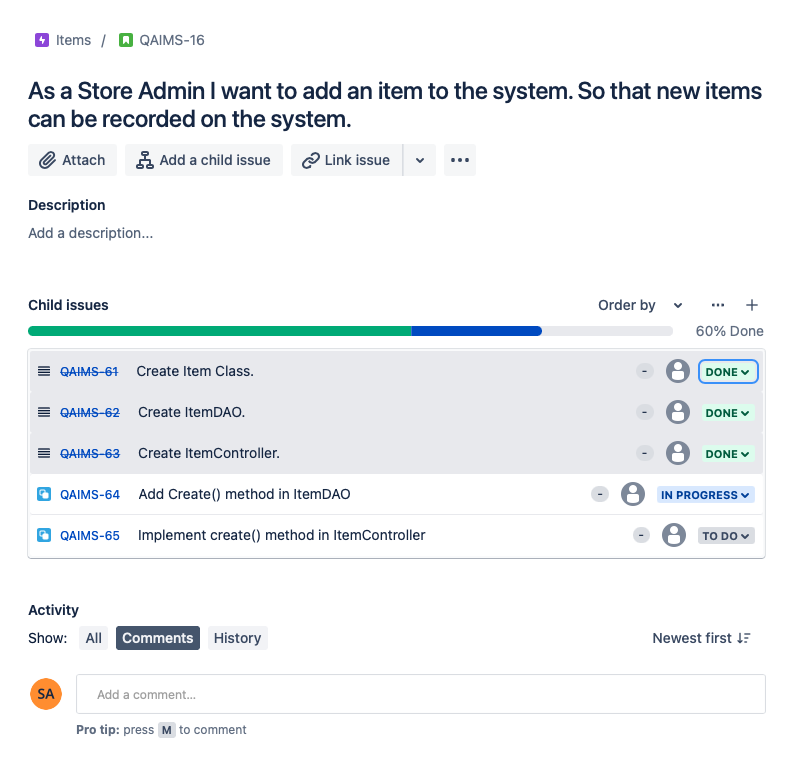 Items / QAIMS-16
As a Store Admin I want to add an item to the system. So that new items
can be recorded on the system.
Attach Add a child issue Link issue
Description
Add a description...
Child issues Order by
60% Done
QAIMS-61 Create Item Class. - DONE
QAIMS-62 Create ItemDAO. - DONE
QAIMS-63 Create ItemController. - DONE
QAIMS-64 Add Create() method in ItemDAO - IN PROGRESS
QAIMS-65 Implement create() method in ItemController - TO DO
Activity
Show: All Comments History Newest first
SA Add a comment...
Pro tip: press M to comment